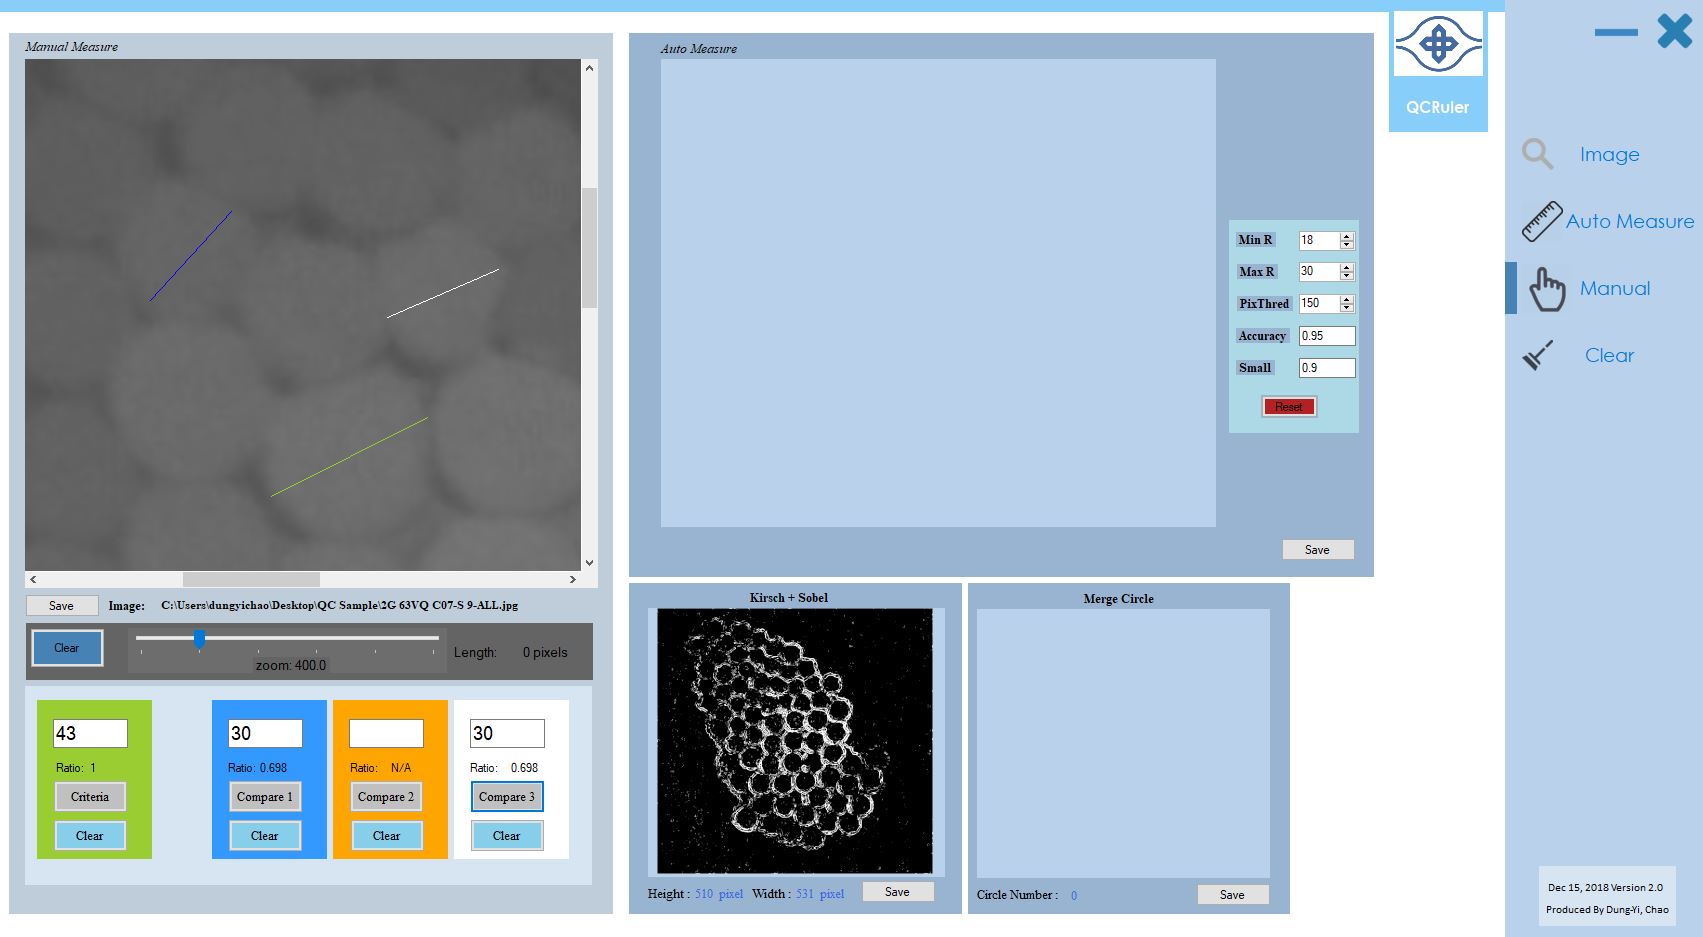 Manual Measure
Auto Measure
QCRuler
Image
Auto Measure
Manual
Clear
Min R 18
Max R 30
PixThred 150
Accuracy 0.95
Small 0.9
Reset
Save
Save Image: C:\Users\dungyichao\Desktop\QC Sample\2G 63VQ C07-S 9-ALL.jpg
Clear
zoom: 400.0
Length: 0 pixels
43
Ratio: 1
Criteria
Clear
30
Ratio: 0.698
Compare 1
Clear
Ratio: N/A
Compare 2
Clear
30
Ratio: 0.698
Compare 3
Clear
Kirsch + Sobel
Height : 510 pixel Width : 531 pixel
Save
Merge Circle
Circle Number : 0
Save
Dec 15, 2018 Version 2.0
Produced By Dung-Yi, Chao